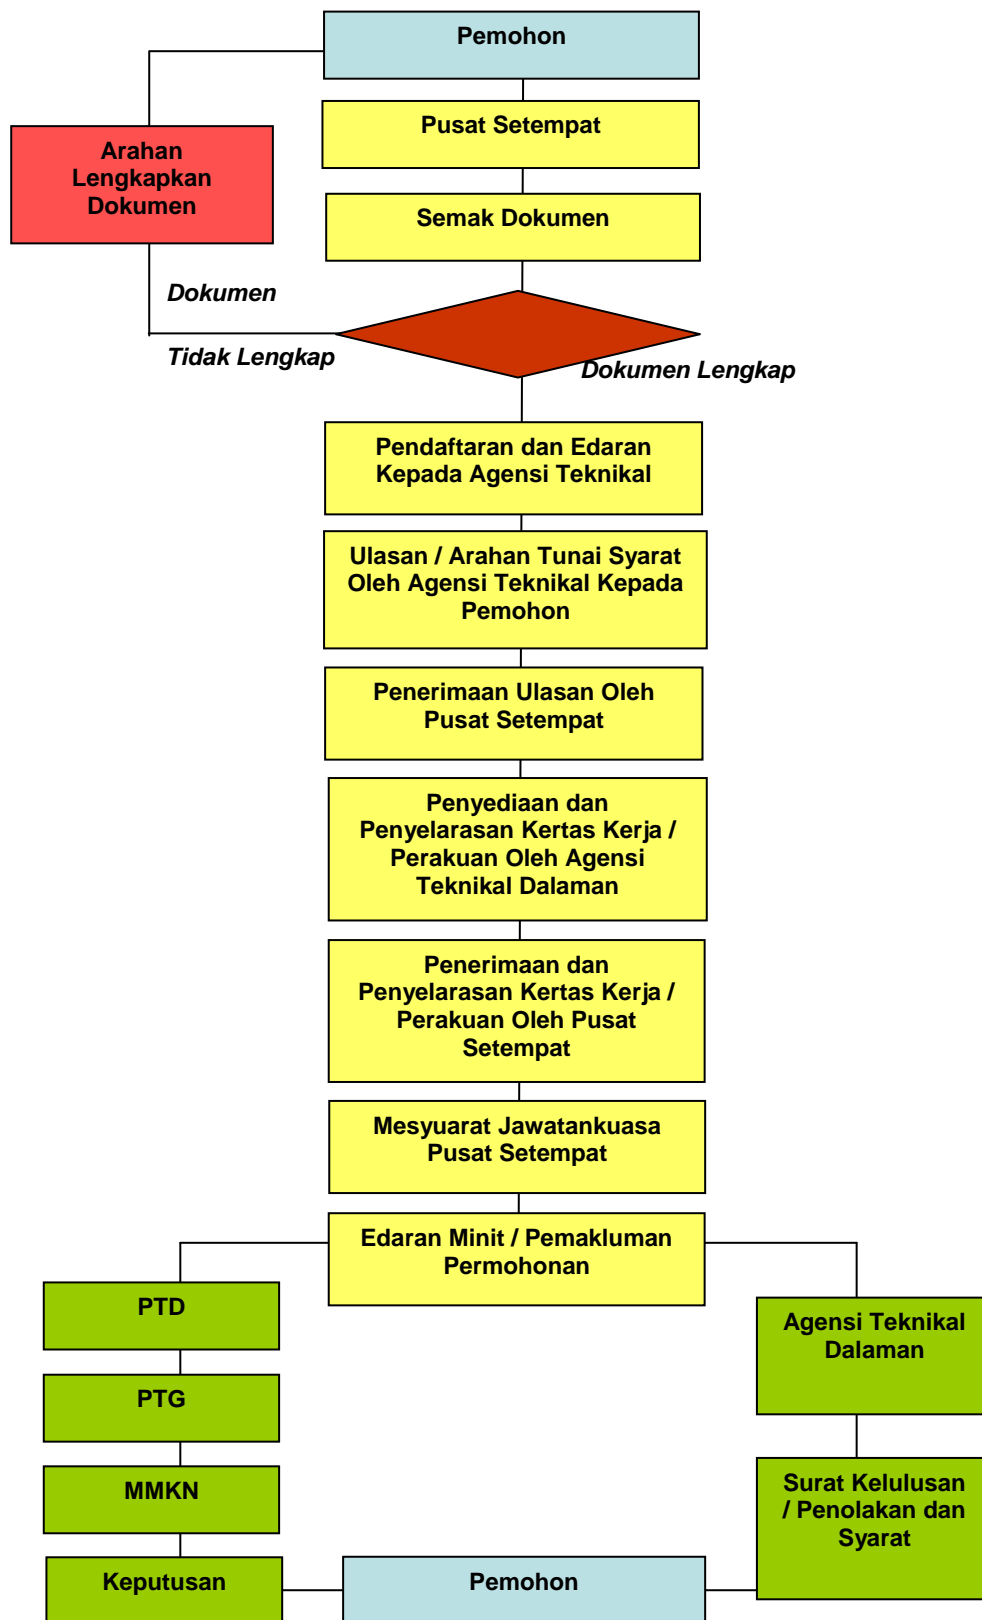 Pemohon
Pusat Setempat
Arahan
Lengkapkan
Dokumen
Semak Dokumen
Dokumen
Tidak Lengkap
Dokumen Lengkap
Pendaftaran dan Edaran
Kepada Agensi Teknikal
Ulasan / Arahan Tunai Syarat
Oleh Agensi Teknikal Kepada
Pemohon
Penerimaan Ulasan Oleh
Pusat Setempat
Penyediaan dan
Penyelarasan Kertas Kerja /
Perakuan Oleh Agensi
Teknikal Dalaman
Penerimaan dan
Penyelarasan Kertas Kerja /
Perakuan Oleh Pusat
Setempat
Mesyuarat Jawatankuasa
Pusat Setempat
Edaran Minit / Pemakluman
Permohonan
PTD
PTG
MMKN
Keputusan
Agensi Teknikal
Dalaman
Surat Kelulusan
/ Penolakan dan
Syarat
Pemohon